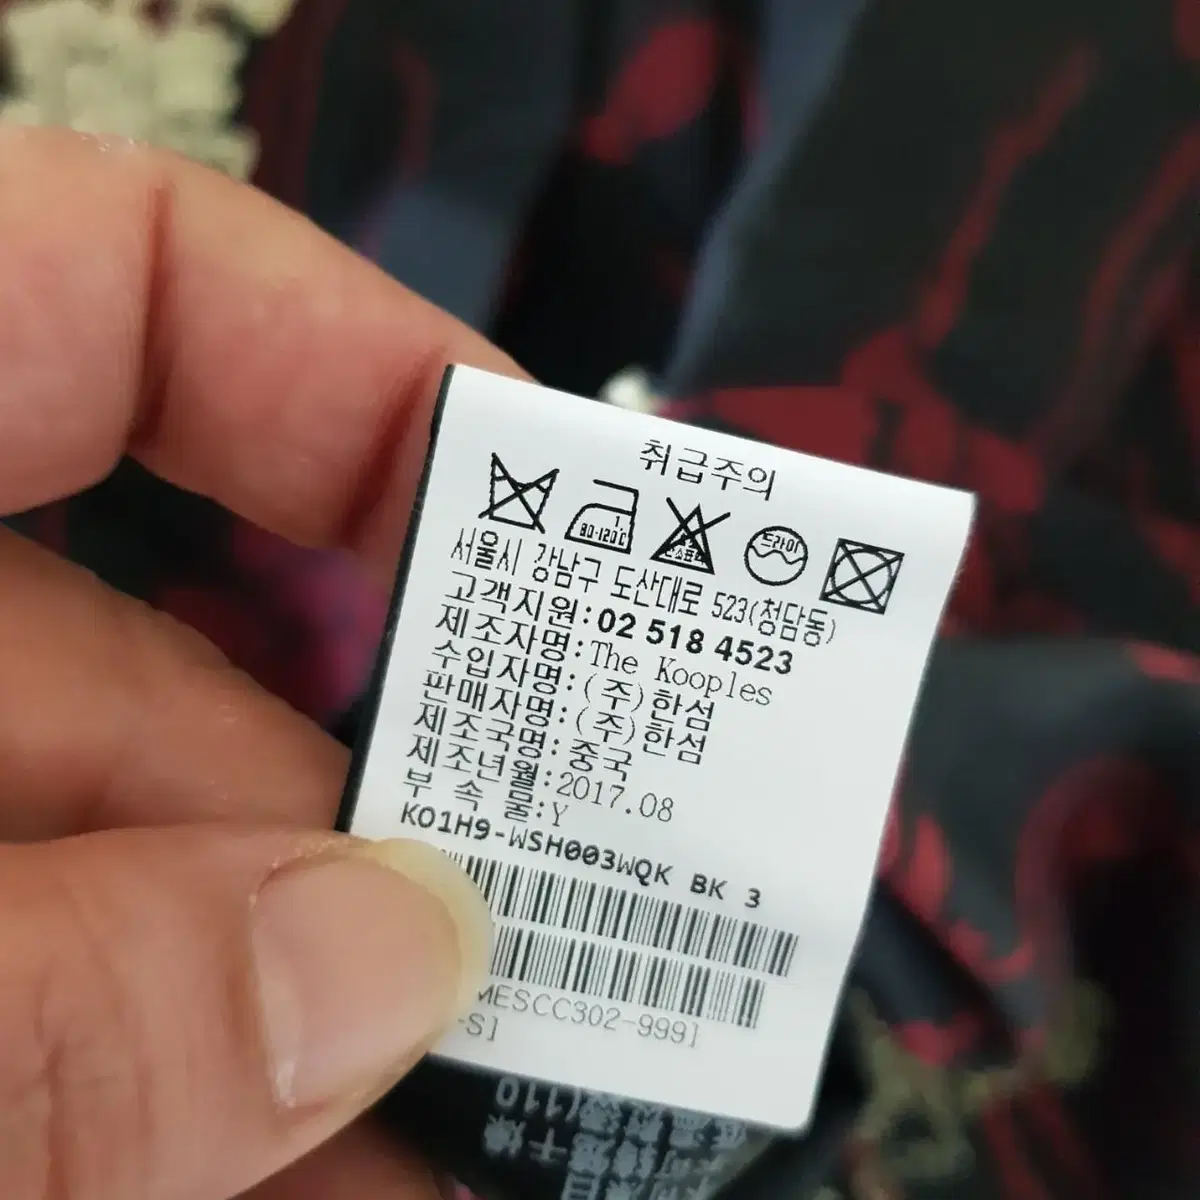 취급주의
1.
80-120℃
드라이
서울시 강남구 도산대로 523(청담동)
고객지원:02 518 4523
제조자명:The Kooples
수입자명:(주)한섬
판매자명:(주)한섬
제조국명:중국
제조년월:2017.08
부 속 물:Y
K01H9-WSH003WQK BK 3
MESCC302-999]
-S]